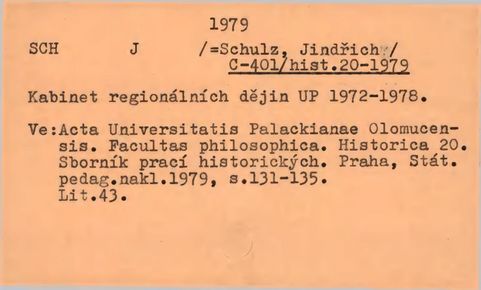 1979
SCH J /=Schulz, Jindřich/
C-401/hist.20-1979
Kabinet regionálních dějin UP 1972-1978.
Ve:Acta Universitatis Palackianae Olomucen-
sis. Facultas philosophica. Historica 20.
Sborník prací historických. Praha, Stát.
pedag.nakl.1979, s.131-135.
Lit.43.